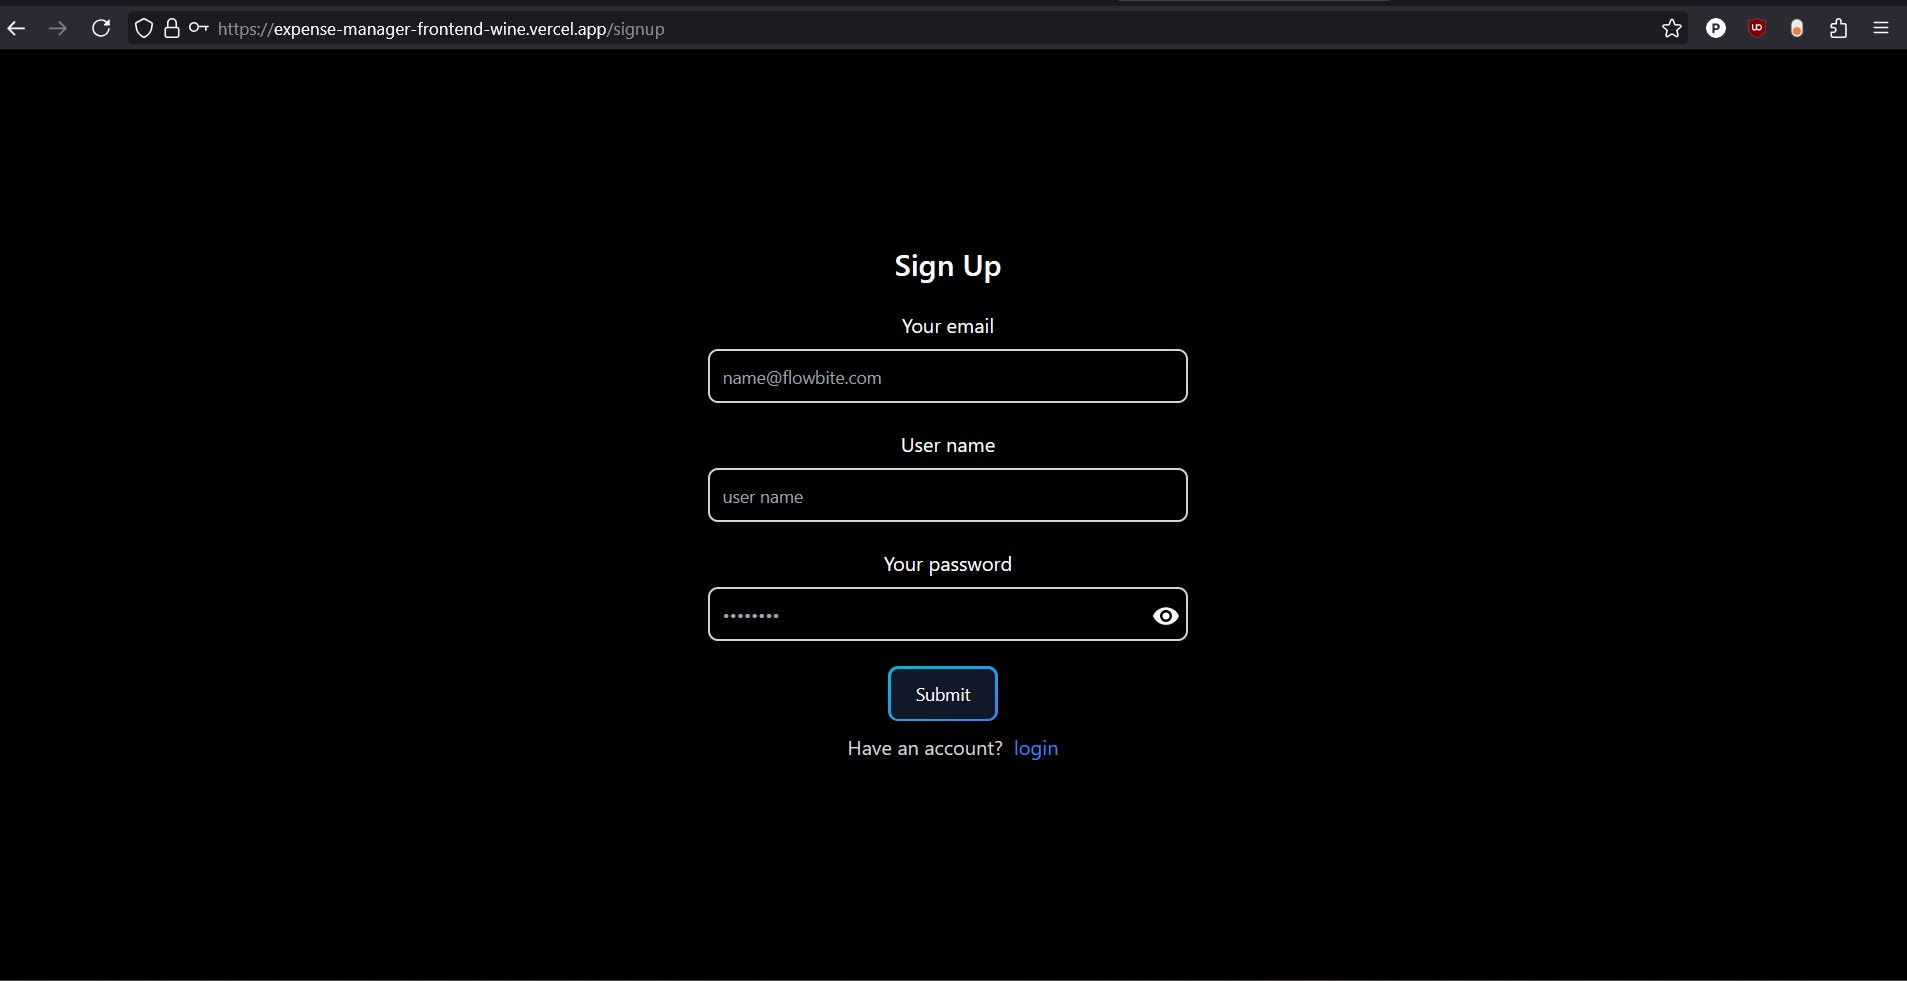 https://expense-manager-frontend-wine.vercel.app/signup
P
Sign Up
Your email
name@flowbite.com
User name
user name
Your password
••••••••
Submit
Have an account? login